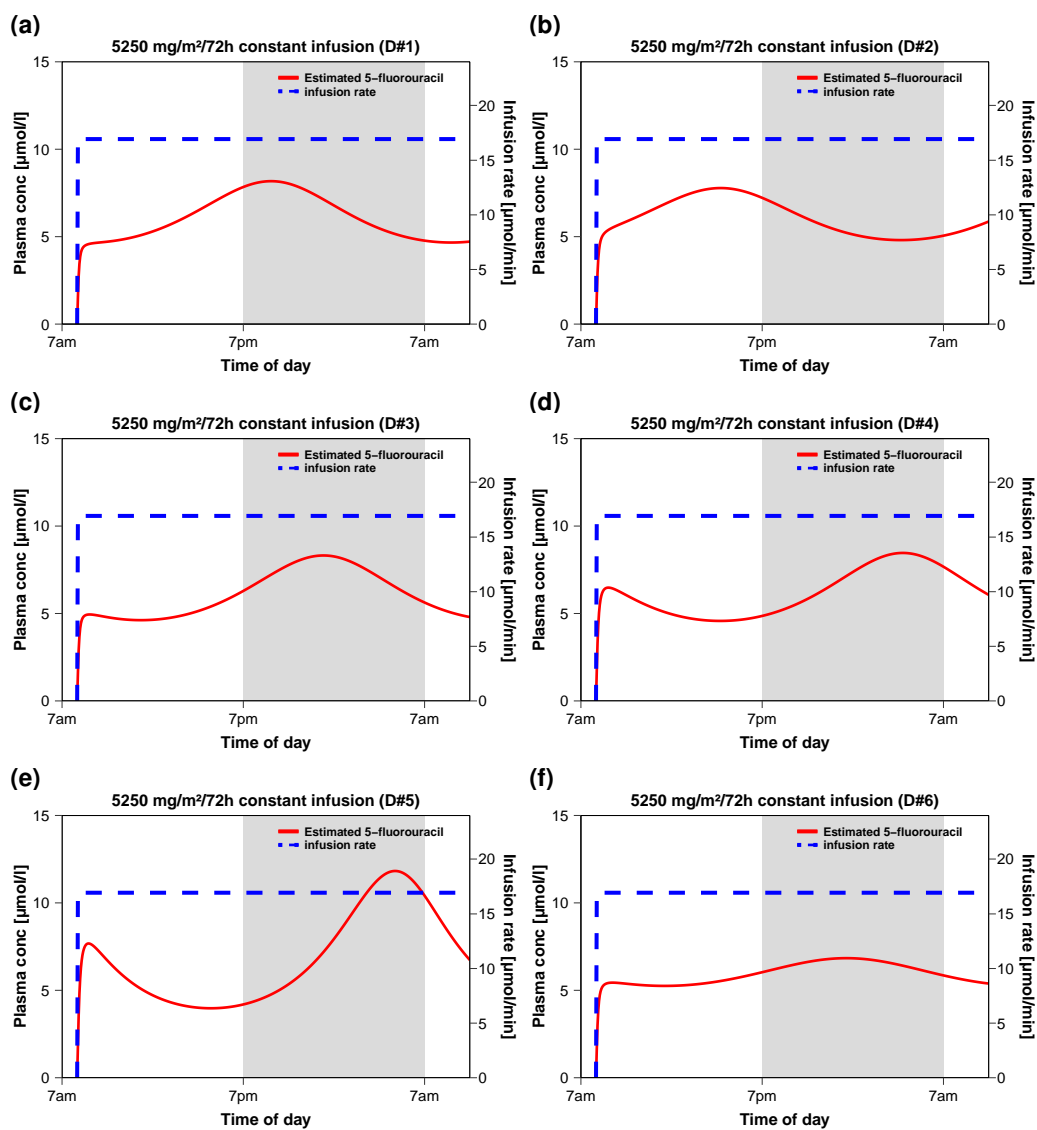 (a)
5250 mg/m²/72h constant infusion (D#1)
Estimated 5−fluorouracil
infusion rate
15
10
5
0
Plasma conc [µmol/l]
20
15
10
5
0
Infusion rate [µmol/min]
7am
7pm
7am
Time of day
(b)
5250 mg/m²/72h constant infusion (D#2)
Estimated 5−fluorouracil
infusion rate
15
10
5
0
Plasma conc [µmol/l]
20
15
10
5
0
Infusion rate [µmol/min]
7am
7pm
7am
Time of day
(c)
5250 mg/m²/72h constant infusion (D#3)
Estimated 5−fluorouracil
infusion rate
15
10
5
0
Plasma conc [µmol/l]
20
15
10
5
0
Infusion rate [µmol/min]
7am
7pm
7am
Time of day
(d)
5250 mg/m²/72h constant infusion (D#4)
Estimated 5−fluorouracil
infusion rate
15
10
5
0
Plasma conc [µmol/l]
20
15
10
5
0
Infusion rate [µmol/min]
7am
7pm
7am
Time of day
(e)
5250 mg/m²/72h constant infusion (D#5)
Estimated 5−fluorouracil
infusion rate
15
10
5
0
Plasma conc [µmol/l]
20
15
10
5
0
Infusion rate [µmol/min]
7am
7pm
7am
Time of day
(f)
5250 mg/m²/72h constant infusion (D#6)
Estimated 5−fluorouracil
infusion rate
15
10
5
0
Plasma conc [µmol/l]
20
15
10
5
0
Infusion rate [µmol/min]
7am
7pm
7am
Time of day